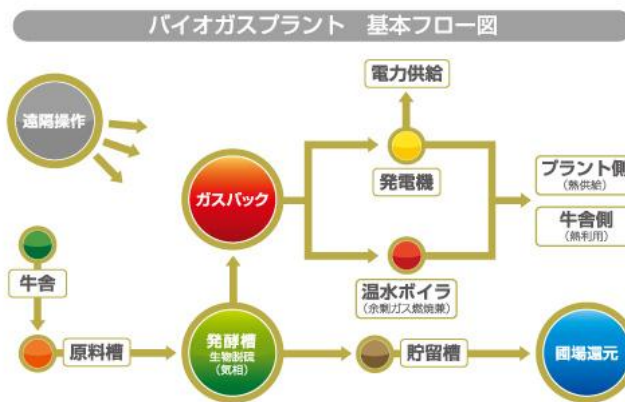 バイオガスプラント 基本フロー図
電力供給
遠隔操作
発電機
プラント側
(熱供給)
ガスバック
牛舎側
(熱利用)
牛舎
温水ボイラ
(余剰ガス燃焼兼)
原料槽
発酵槽
生物脱硫
(気相)
貯留槽
圃場還元